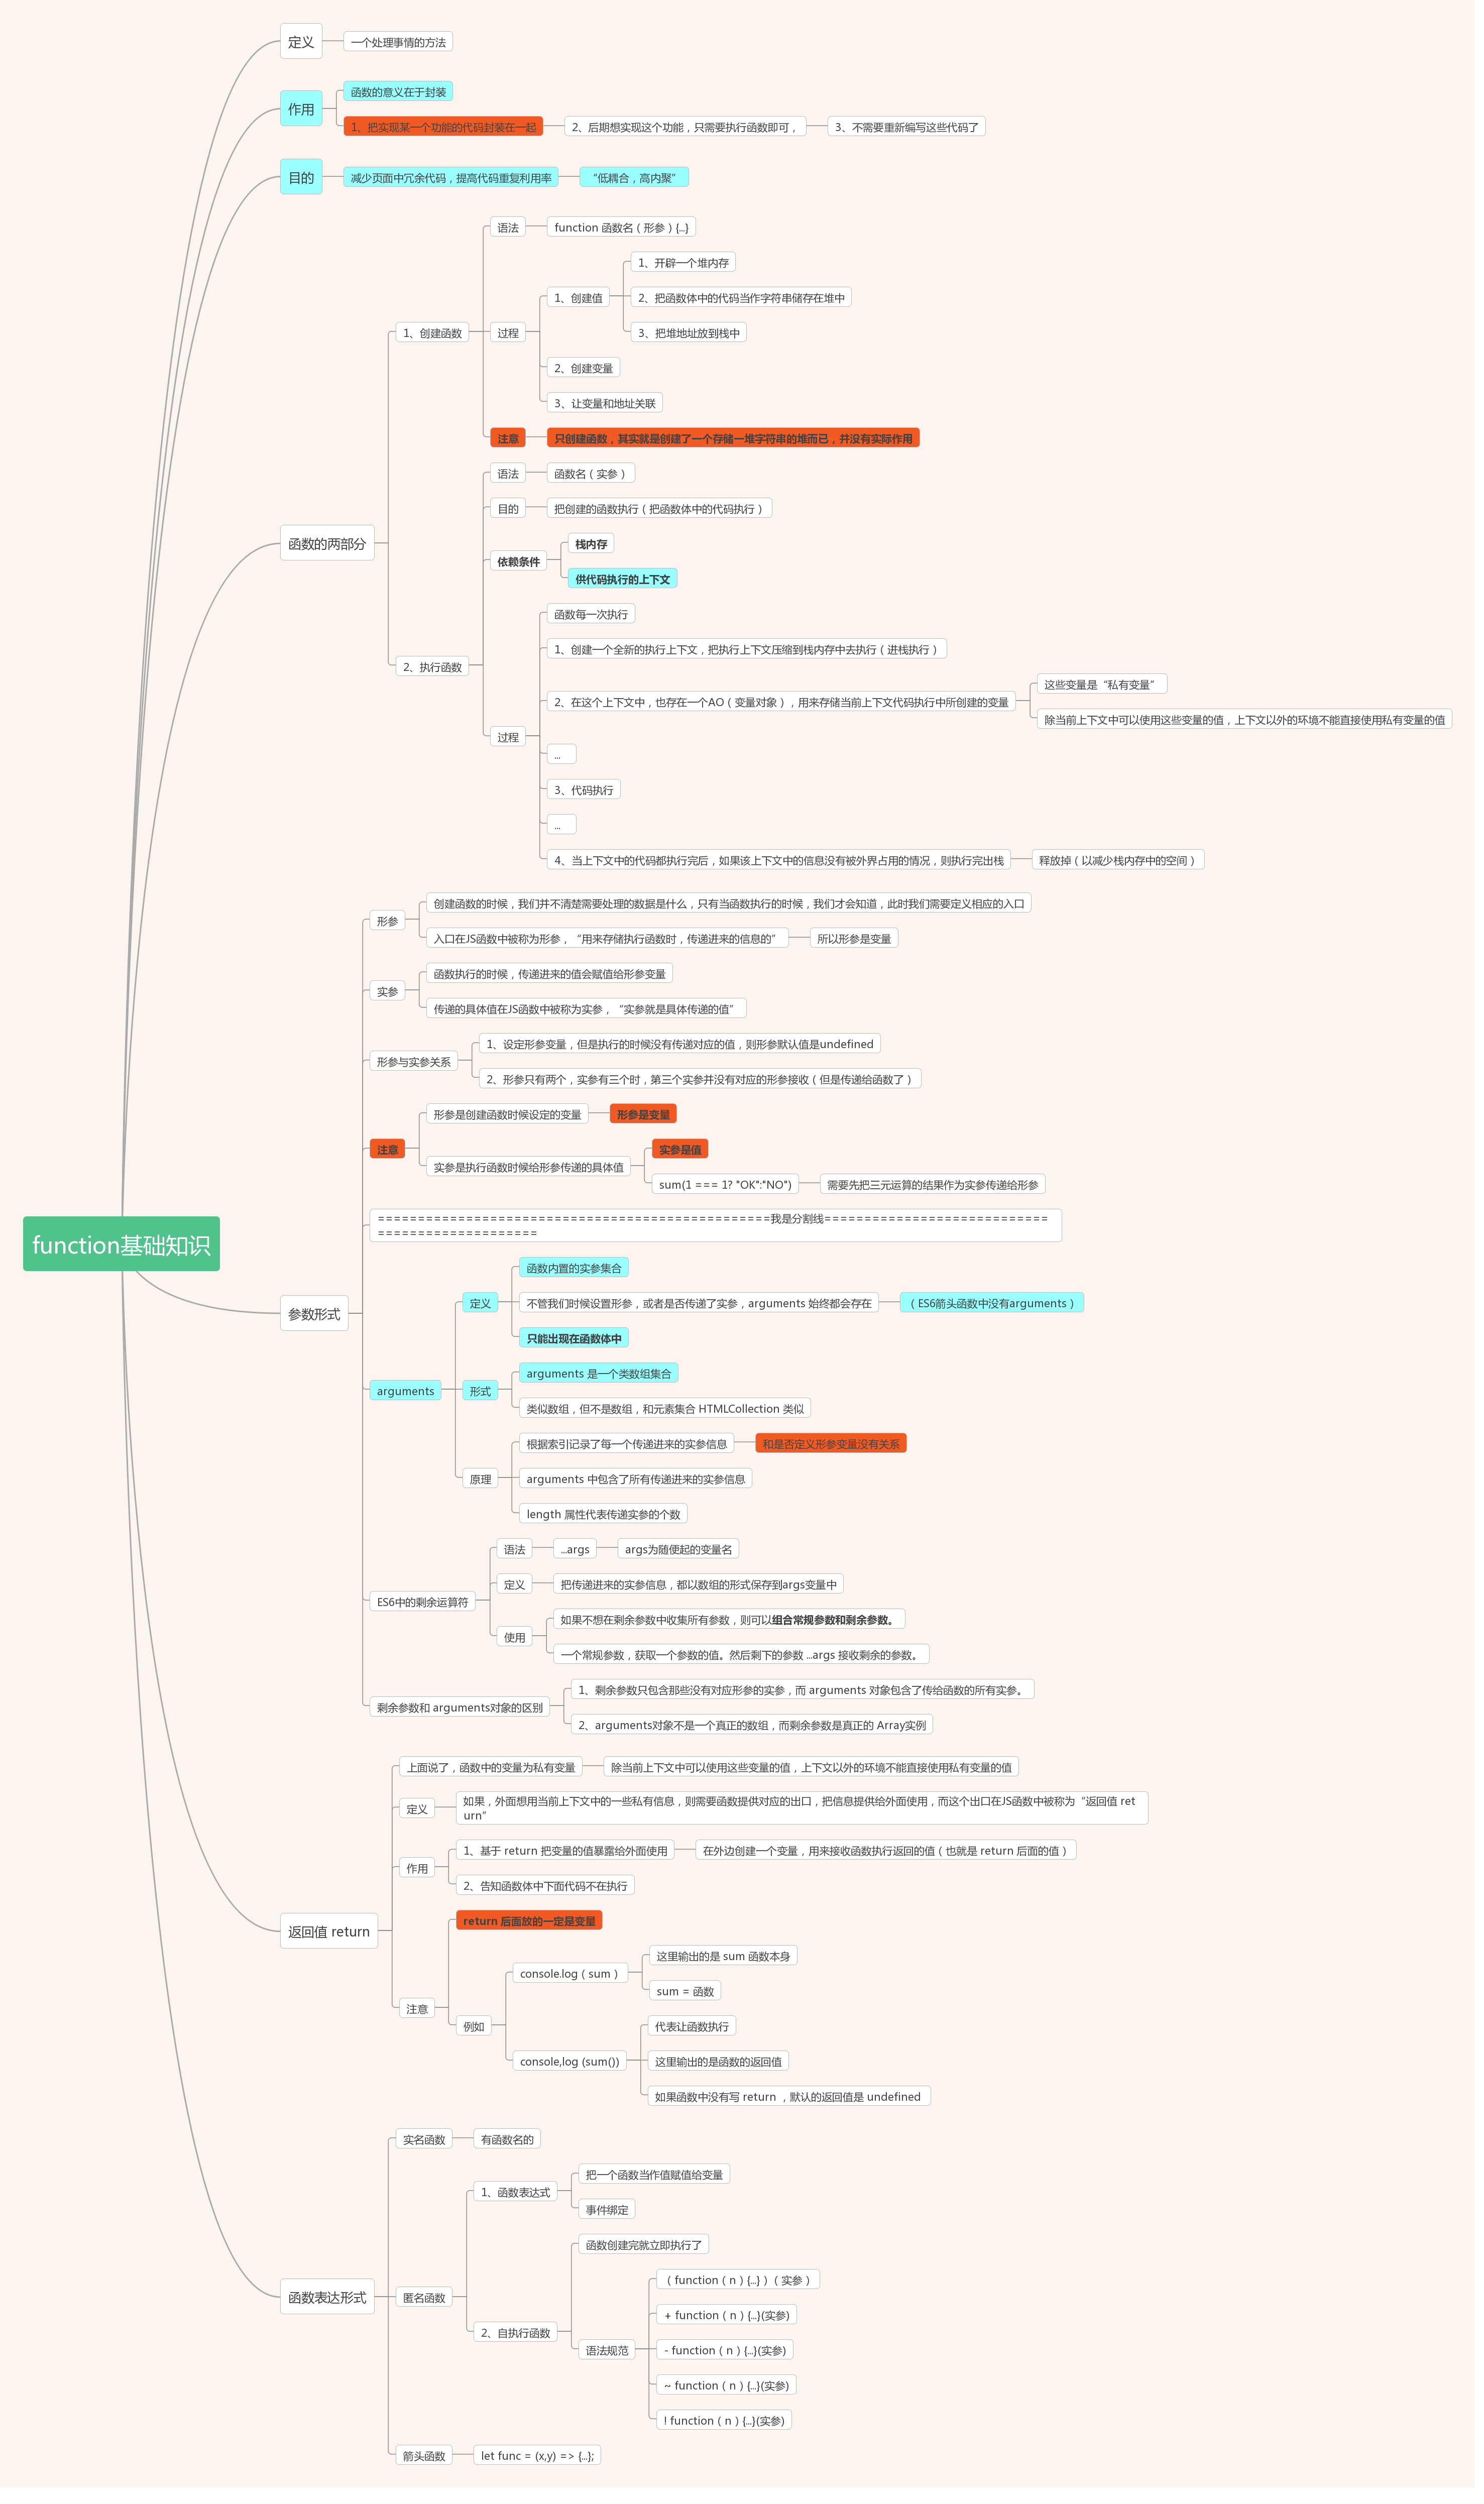 function基础知识
定义
一个处理事情的方法
作用
函数的意义在于封装
1、把实现某一个功能的代码封装在一起
2、后期想实现这个功能，只需要执行函数即可，
3、不需要重新编写这些代码了
目的
减少页面中冗余代码，提高代码重复利用率
“低耦合，高内聚”
函数的两部分
1、创建函数
语法
function 函数名（形参）{...}
过程
1、创建值
1、开辟一个堆内存
2、把函数体中的代码当作字符串储存在堆中
3、把堆地址放到栈中
2、创建变量
3、让变量和地址关联
注意
只创建函数，其实就是创建了一个存储一堆字符串的堆而已，并没有实际作用
2、执行函数
语法
函数名（实参）
目的
把创建的函数执行（把函数体中的代码执行）
依赖条件
栈内存
供代码执行的上下文
过程
函数每一次执行
1、创建一个全新的执行上下文，把执行上下文压缩到栈内存中去执行（进栈执行）
2、在这个上下文中，也存在一个AO（变量对象），用来存储当前上下文代码执行中所创建的变量
这些变量是“私有变量”
除当前上下文中可以使用这些变量的值，上下文以外的环境不能直接使用私有变量的值
...
3、代码执行
...
4、当上下文中的代码都执行完后，如果该上下文中的信息没有被外界占用的情况，则执行完出栈
释放掉（以减少栈内存中的空间）
参数形式
形参
创建函数的时候，我们并不清楚需要处理的数据是什么，只有当函数执行的时候，我们才会知道，此时我们需要定义相应的入口
入口在JS函数中被称为形参，“用来存储执行函数时，传递进来的信息的”
所以形参是变量
实参
函数执行的时候，传递进来的值会赋值给形参变量
传递的具体值在JS函数中被称为实参，“实参就是具体传递的值”
形参与实参关系
1、设定形参变量，但是执行的时候没有传递对应的值，则形参默认值是undefined
2、形参只有两个，实参有三个时，第三个实参并没有对应的形参接收（但是传递给函数了）
注意
形参是创建函数时候设定的变量
形参是变量
实参是执行函数时候给形参传递的具体值
实参是值
sum(1 === 1? "OK":"NO")
需要先把三元运算的结果作为实参传递给形参
=================================================我是分割线============================
====================
arguments
定义
函数内置的实参集合
不管我们时候设置形参，或者是否传递了实参，arguments 始终都会存在
（ES6箭头函数中没有arguments）
只能出现在函数体中
形式
arguments 是一个类数组集合
类似数组，但不是数组，和元素集合 HTMLCollection 类似
原理
根据索引记录了每一个传递进来的实参信息
和是否定义形参变量没有关系
arguments 中包含了所有传递进来的实参信息
length 属性代表传递实参的个数
ES6中的剩余运算符
语法
...args
args为随便起的变量名
定义
把传递进来的实参信息，都以数组的形式保存到args变量中
使用
如果不想在剩余参数中收集所有参数，则可以组合常规参数和剩余参数。
一个常规参数，获取一个参数的值。然后剩下的参数 ...args 接收剩余的参数。
剩余参数和 arguments对象的区别
1、剩余参数只包含那些没有对应形参的实参，而 arguments 对象包含了传给函数的所有实参。
2、arguments对象不是一个真正的数组，而剩余参数是真正的 Array实例
返回值 return
上面说了，函数中的变量为私有变量
除当前上下文中可以使用这些变量的值，上下文以外的环境不能直接使用私有变量的值
定义
如果，外面想用当前上下文中的一些私有信息，则需要函数提供对应的出口，把信息提供给外面使用，而这个出口在JS函数中被称为“返回值 ret
urn”
作用
1、基于 return 把变量的值暴露给外面使用
在外边创建一个变量，用来接收函数执行返回的值（也就是 return 后面的值）
2、告知函数体中下面代码不在执行
注意
return 后面放的一定是变量
例如
console.log（sum）
这里输出的是 sum 函数本身
sum = 函数
console,log (sum())
代表让函数执行
这里输出的是函数的返回值
如果函数中没有写 return ，默认的返回值是 undefined
函数表达形式
实名函数
有函数名的
匿名函数
1、函数表达式
把一个函数当作值赋值给变量
事件绑定
2、自执行函数
函数创建完就立即执行了
语法规范
（function（n）{...}）（实参）
+ function（n）{...}(实参)
- function（n）{...}(实参)
~ function（n）{...}(实参)
! function（n）{...}(实参)
箭头函数
let func = (x,y) => {...};